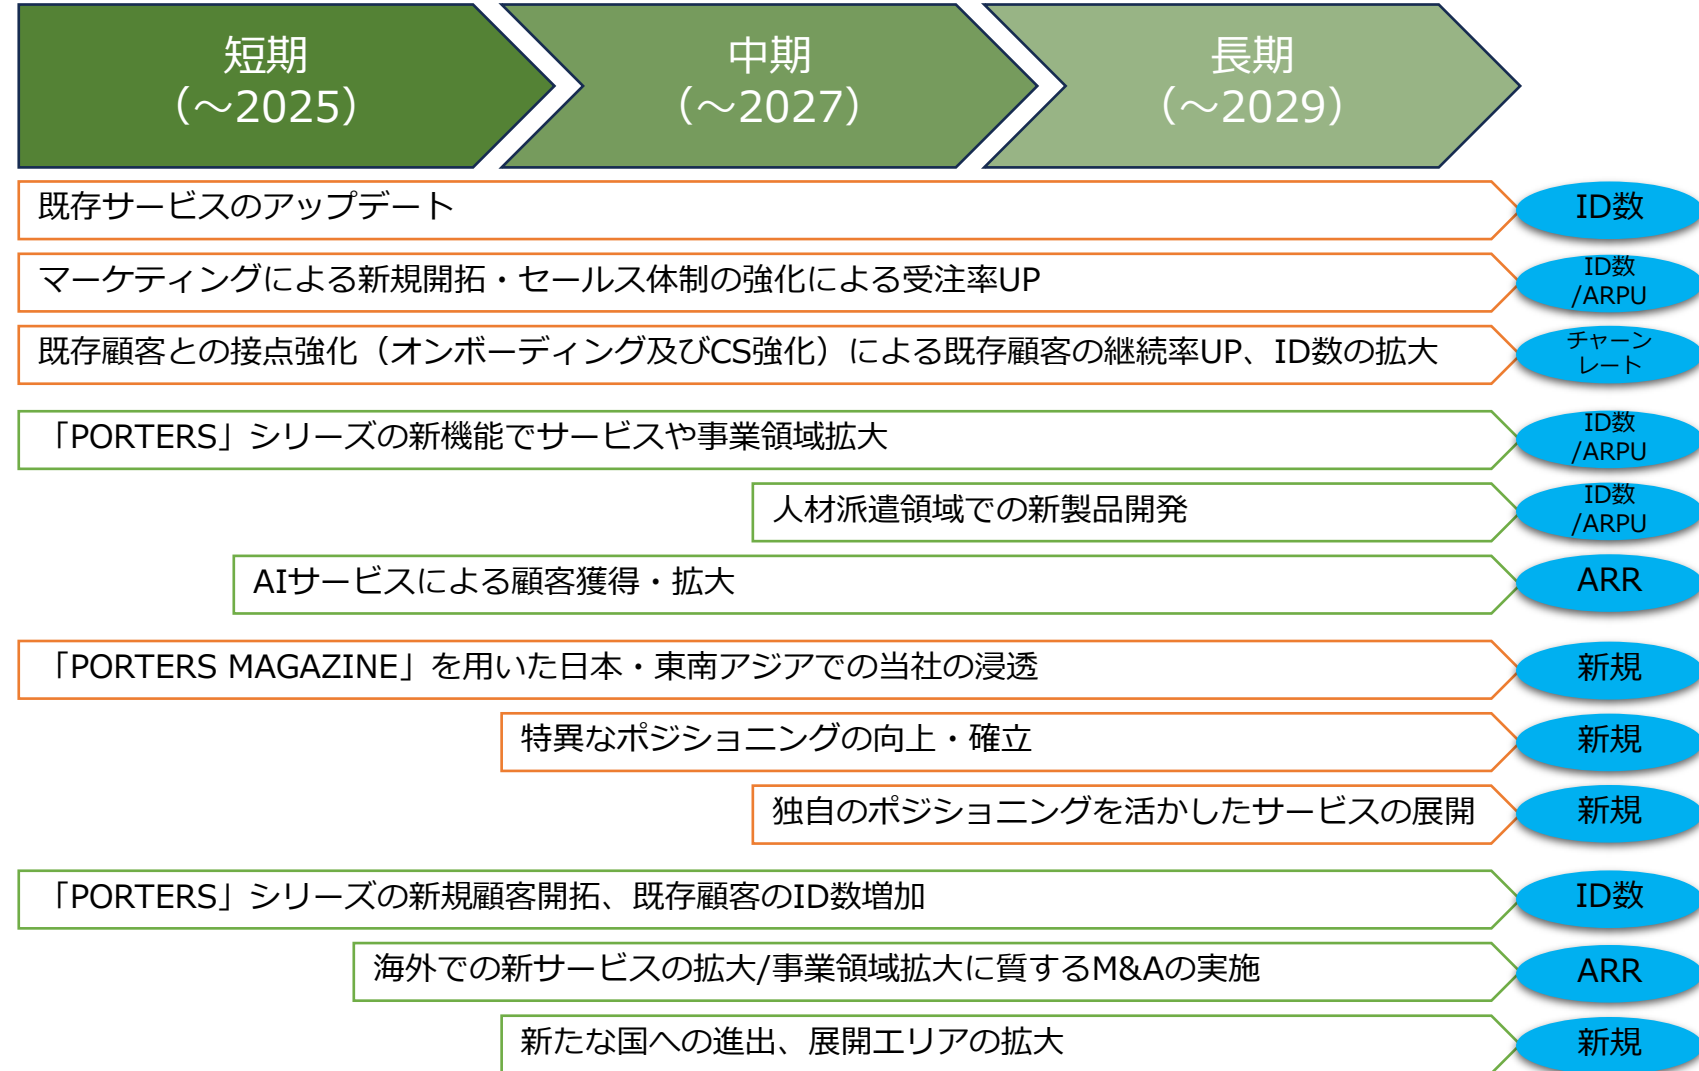 短期
（～2025）
中期
（～2027）
長期
（～2029）
既存サービスのアップデート
ID数
マーケティングによる新規開拓・セールス体制の強化による受注率UP
ID数
/ARPU
既存顧客との接点強化（オンボーディング及びCS強化）による既存顧客の継続率UP、ID数の拡大
チャーン
レート
「PORTERS」シリーズの新機能でサービスや事業領域拡大
ID数
/ARPU
人材派遣領域での新製品開発
ID数
/ARPU
AIサービスによる顧客獲得・拡大
ARR
「PORTERS MAGAZINE」を用いた日本・東南アジアでの当社の浸透
新規
特異なポジショニングの向上・確立
新規
独自のポジショニングを活かしたサービスの展開
新規
「PORTERS」シリーズの新規顧客開拓、既存顧客のID数増加
ID数
海外での新サービスの拡大/事業領域拡大に質するM&Aの実施
ARR
新たな国への進出、展開エリアの拡大
新規